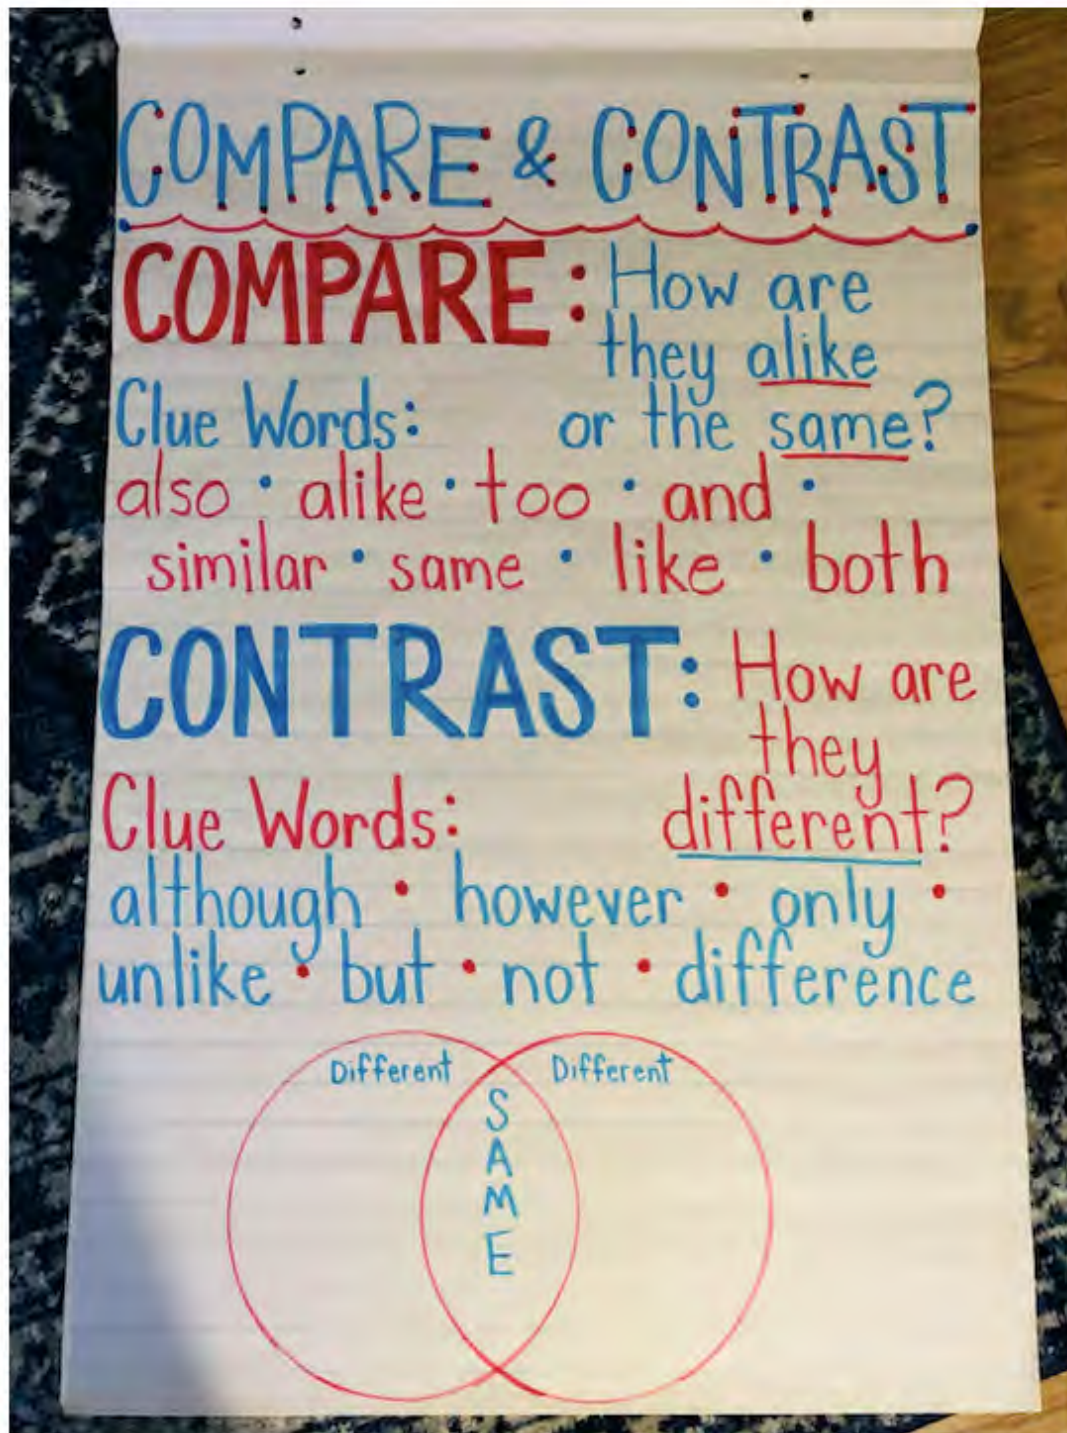 COMPARE & CONTRAST
COMPARE: How are
they alike
or the same?
Clue Words:
also • alike • too • and •
similar • same • like • both
CONTRAST: How are
they
different?
Clue Words:
although • however • only •
unlike • but • not • difference
Different
Different
SAME